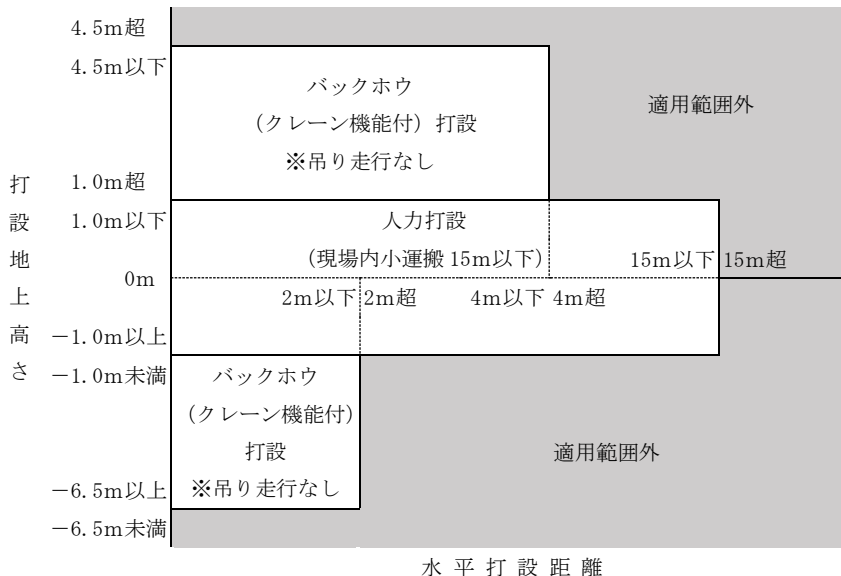 4.5m超
4.5m以下
バックホウ
(クレーン機能付) 打設
※吊り走行なし
適用範囲外
1.0m超
1.0m以下
人力打設
(現場内小運搬 15m以下)
15m以下 15m超
0m
2m以下 2m超 4m以下 4m超
-1.0m以上
-1.0m未満
バックホウ
(クレーン機能付)
打設
※吊り走行なし
適用範囲外
-6.5m以上
-6.5m未満
打設地上高さ
水平打設距離